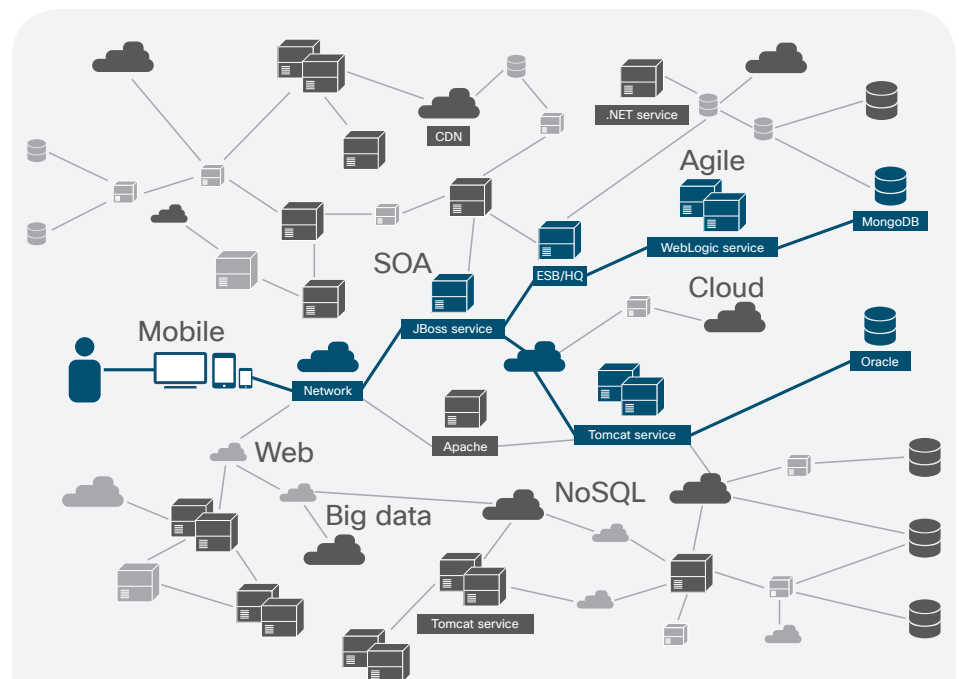 CDN
.NET service
Agile
MongoDB
WebLogic service
SOA
ESB/HQ
Cloud
JBoss service
Mobile
Oracle
Network
Tomcat service
Apache
Web
NoSQL
Big data
Tomcat service